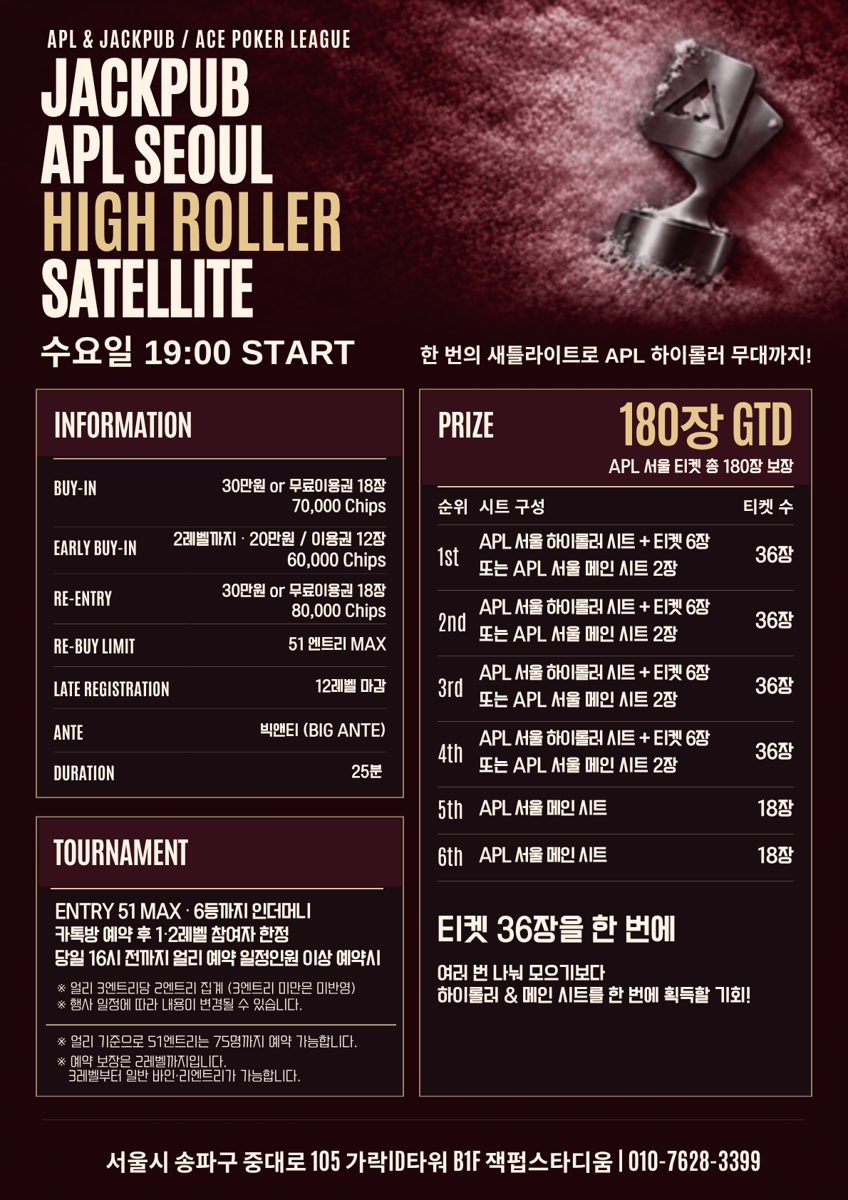 APL & JACKPUB / ACE POKER LEAGUE
JACKPUB
APL SEOUL
HIGH ROLLER
SATELLITE
수요일 19:00 START
한 번의 새틀라이트로 APL 하이롤러 무대까지!
INFORMATION
BUY-IN
30만원 or 무료이용권 18장
70,000 Chips
EARLY BUY-IN
2레벨까지 · 20만원 / 이용권 12장
60,000 Chips
RE-ENTRY
30만원 or 무료이용권 18장
80,000 Chips
RE-BUY LIMIT
51 엔트리 MAX
LATE REGISTRATION
12레벨 마감
ANTE
빅앤티 (BIG ANTE)
DURATION
25분
TOURNAMENT
ENTRY 51 MAX · 6등까지 인더머니
카톡방 예약 후 1·2레벨 참여자 한정
당일 16시 전까지 얼리 예약 일정인원 이상 예약시
※ 얼리 3엔트리당 2엔트리 집계 (3엔트리 미만은 미반영)
※ 행사 일정에 따라 내용이 변경될 수 있습니다.
※ 얼리 기준으로 51엔트리는 75명까지 예약 가능합니다.
※ 예약 보장은 2레벨까지입니다.
3레벨부터 일반 바인·리엔트리가 가능합니다.
PRIZE
180장 GTD
APL 서울 티켓 총 180장 보장
순위 시트 구성 티켓 수
1st
APL 서울 하이롤러 시트 + 티켓 6장
또는 APL 서울 메인 시트 2장
36장
2nd
APL 서울 하이롤러 시트 + 티켓 6장
또는 APL 서울 메인 시트 2장
36장
3rd
APL 서울 하이롤러 시트 + 티켓 6장
또는 APL 서울 메인 시트 2장
36장
4th
APL 서울 하이롤러 시트 + 티켓 6장
또는 APL 서울 메인 시트 2장
36장
5th APL 서울 메인 시트 18장
6th APL 서울 메인 시트 18장
티켓 36장을 한 번에
여러 번 나눠 모으기보다
하이롤러 & 메인 시트를 한 번에 획득할 기회!
서울시 송파구 중대로 105 가락ID타워 B1F 잭펍스타디움 | 010-7628-3399